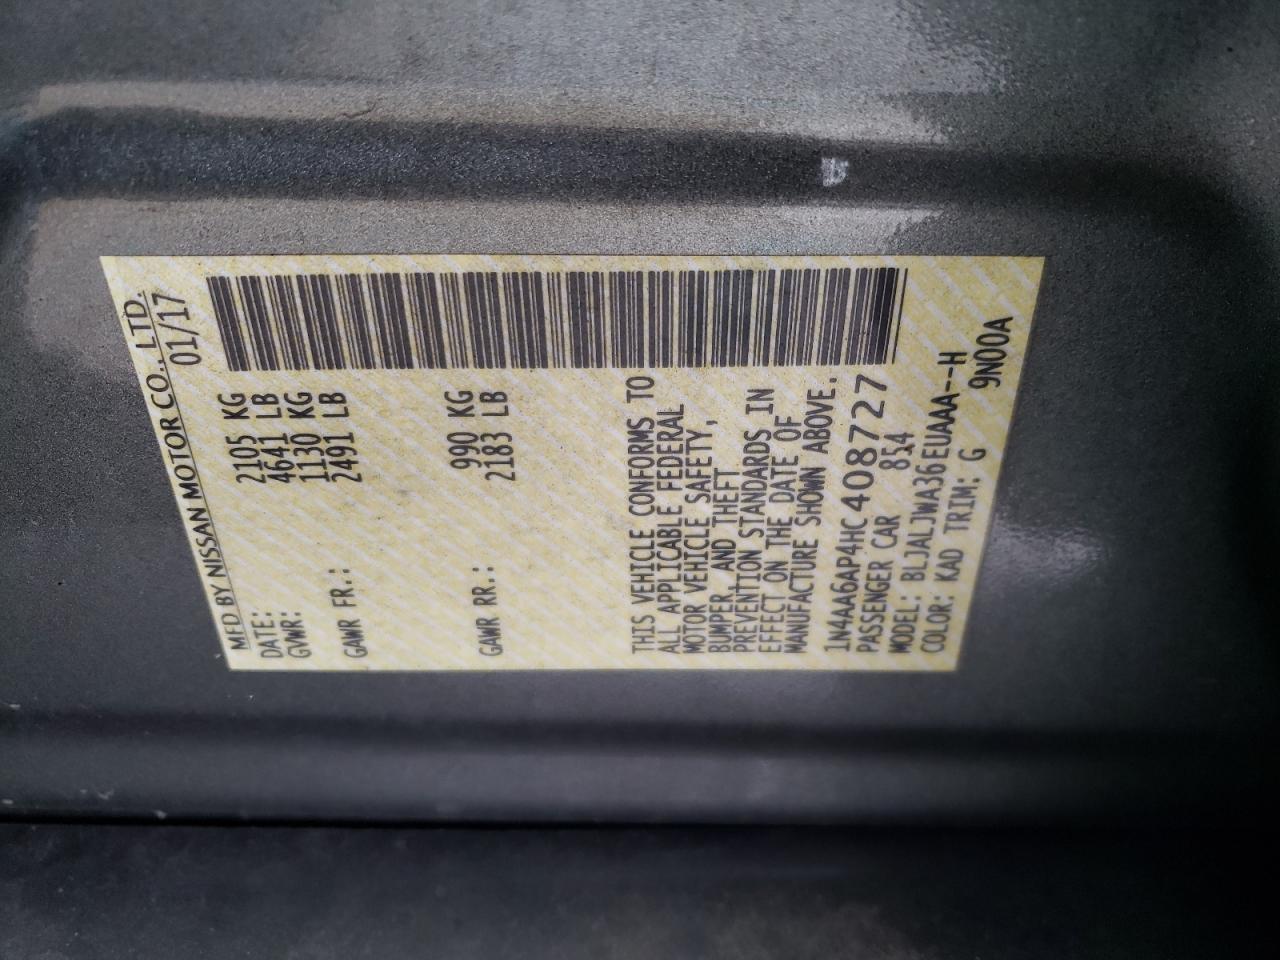 MFD BY NISSAN MOTOR CO., LTD.
DATE: 01/17
GVWR: 2105 KG
4641 LB
GAWR FR.: 1130 KG
2491 LB
GAWR RR.: 990 KG
2183 LB
THIS VEHICLE CONFORMS TO
ALL APPLICABLE FEDERAL
MOTOR VEHICLE SAFETY,
BUMPER, AND THEFT
PREVENTION STANDARDS IN
EFFECT ON THE DATE OF
MANUFACTURE SHOWN ABOVE.
1N4AA6AP4HC408727
PASSENGER CAR 854
MODEL: BLJALJWA36EUAAA--H
COLOR: KAD TRIM: G 9N00A